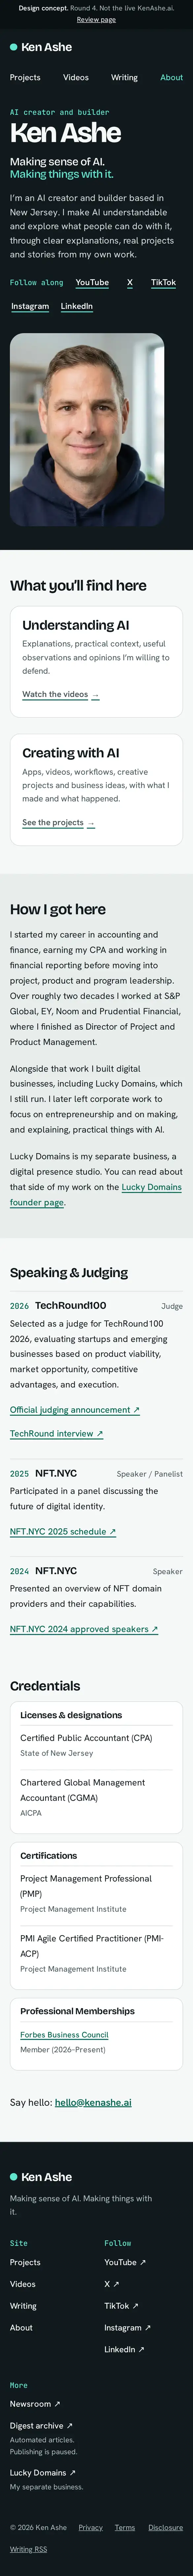 Design concept. Round 4. Not the live KenAshe.ai.
Review page
Ken Ashe
Projects Videos Writing About
AI creator and builder
Ken Ashe
Making sense of AI.
Making things with it.
I'm an AI creator and builder based in
New Jersey. I make AI understandable
and explore what people can do with it,
through clear explanations, real projects
and stories from my own work.
Follow along YouTube X TikTok
Instagram LinkedIn
What you'll find here
Understanding AI
Explanations, practical context, useful
observations and opinions I'm willing to
defend.
Watch the videos →
Creating with AI
Apps, videos, workflows, creative
projects and business ideas, with what I
made and what happened.
See the projects →
How I got here
I started my career in accounting and
finance, earning my CPA and working in
financial reporting before moving into
project, product and program leadership.
Over roughly two decades I worked at S&P
Global, EY, Noom and Prudential Financial,
where I finished as Director of Project and
Product Management.
Alongside that work I built digital
businesses, including Lucky Domains, which
I still run. I later left corporate work to
focus on entrepreneurship and on making,
and explaining, practical things with AI.
Lucky Domains is my separate business, a
digital presence studio. You can read about
that side of my work on the Lucky Domains
founder page.
Speaking & Judging
2026 TechRound100 Judge
Selected as a judge for TechRound100
2026, evaluating startups and emerging
businesses based on product viability,
market opportunity, competitive
advantages, and execution.
Official judging announcement ↗
TechRound interview ↗
2025 NFT.NYC Speaker / Panelist
Participated in a panel discussing the
future of digital identity.
NFT.NYC 2025 schedule ↗
2024 NFT.NYC Speaker
Presented an overview of NFT domain
providers and their capabilities.
NFT.NYC 2024 approved speakers ↗
Credentials
Licenses & designations
Certified Public Accountant (CPA)
State of New Jersey
Chartered Global Management
Accountant (CGMA)
AICPA
Certifications
Project Management Professional
(PMP)
Project Management Institute
PMI Agile Certified Practitioner (PMI-
ACP)
Project Management Institute
Professional Memberships
Forbes Business Council
Member (2026–Present)
Say hello: hello@kenashe.ai
Ken Ashe
Making sense of AI. Making things with
it.
Site Follow
Projects YouTube ↗
Videos X ↗
Writing TikTok ↗
About Instagram ↗
LinkedIn ↗
More
Newsroom ↗
Digest archive ↗
Automated articles.
Publishing is paused.
Lucky Domains ↗
My separate business.
© 2026 Ken Ashe Privacy Terms Disclosure
Writing RSS